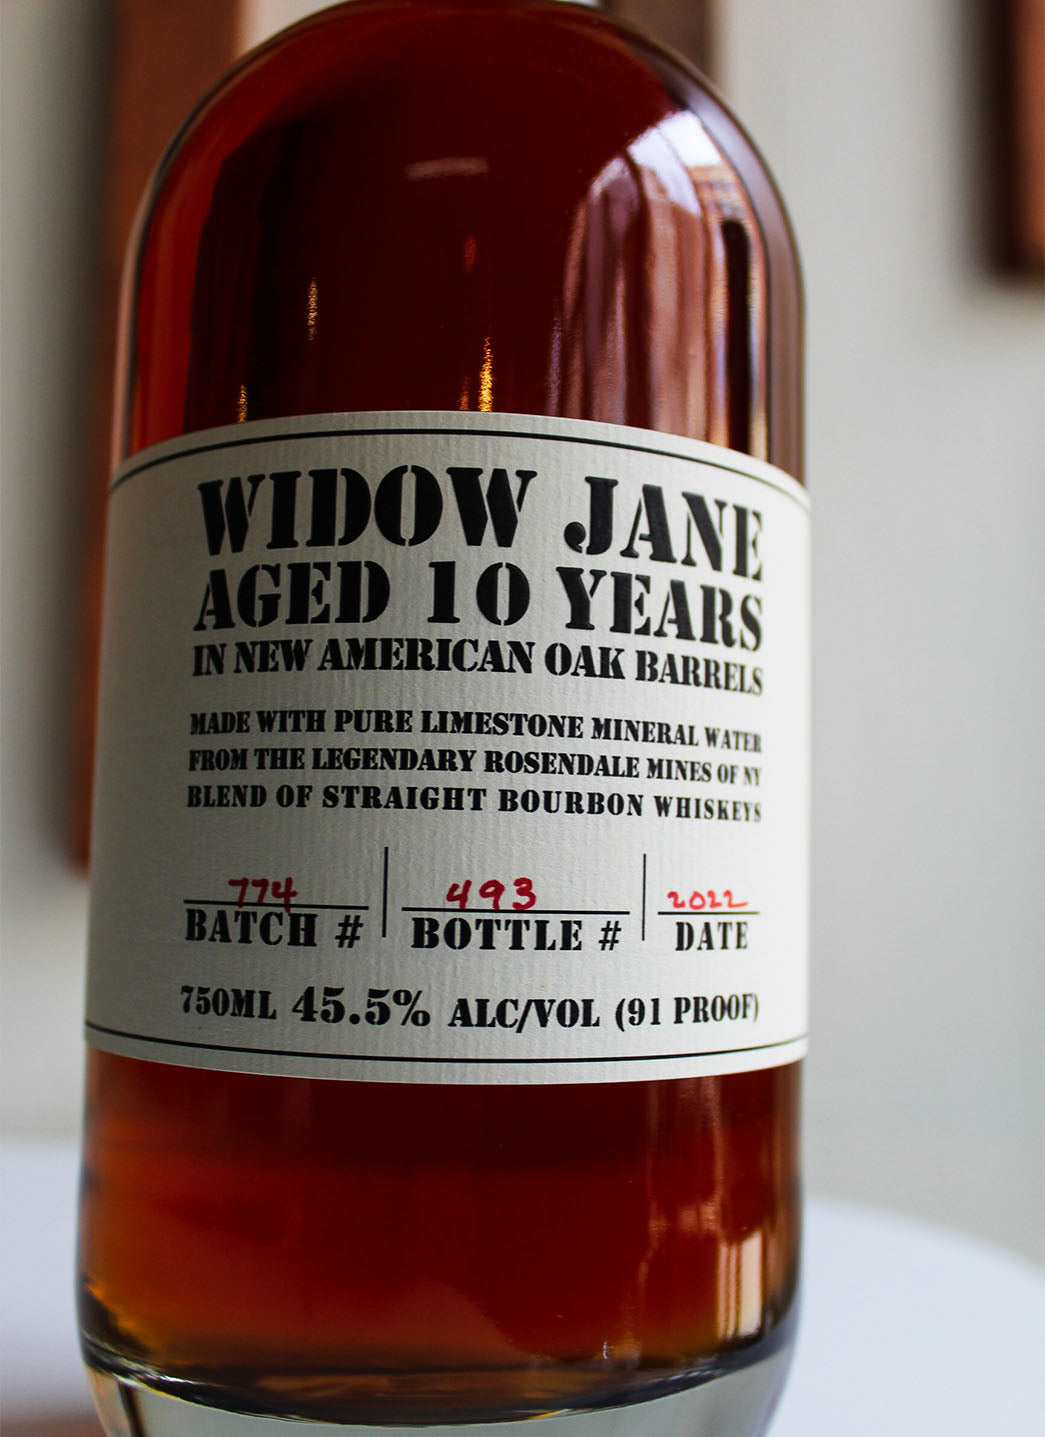 WIDOW JANE
AGED 10 YEARS
IN NEW AMERICAN OAK BARRELS
MADE WITH PURE LIMESTONE MINERAL WATER
FROM THE LEGENDARY ROSENDALE MINES OF NY
BLEND OF STRAIGHT BOURBON WHISKEYS
774 493 2022
BATCH # BOTTLE # DATE
750ML 45.5% ALC/VOL (91 PROOF)